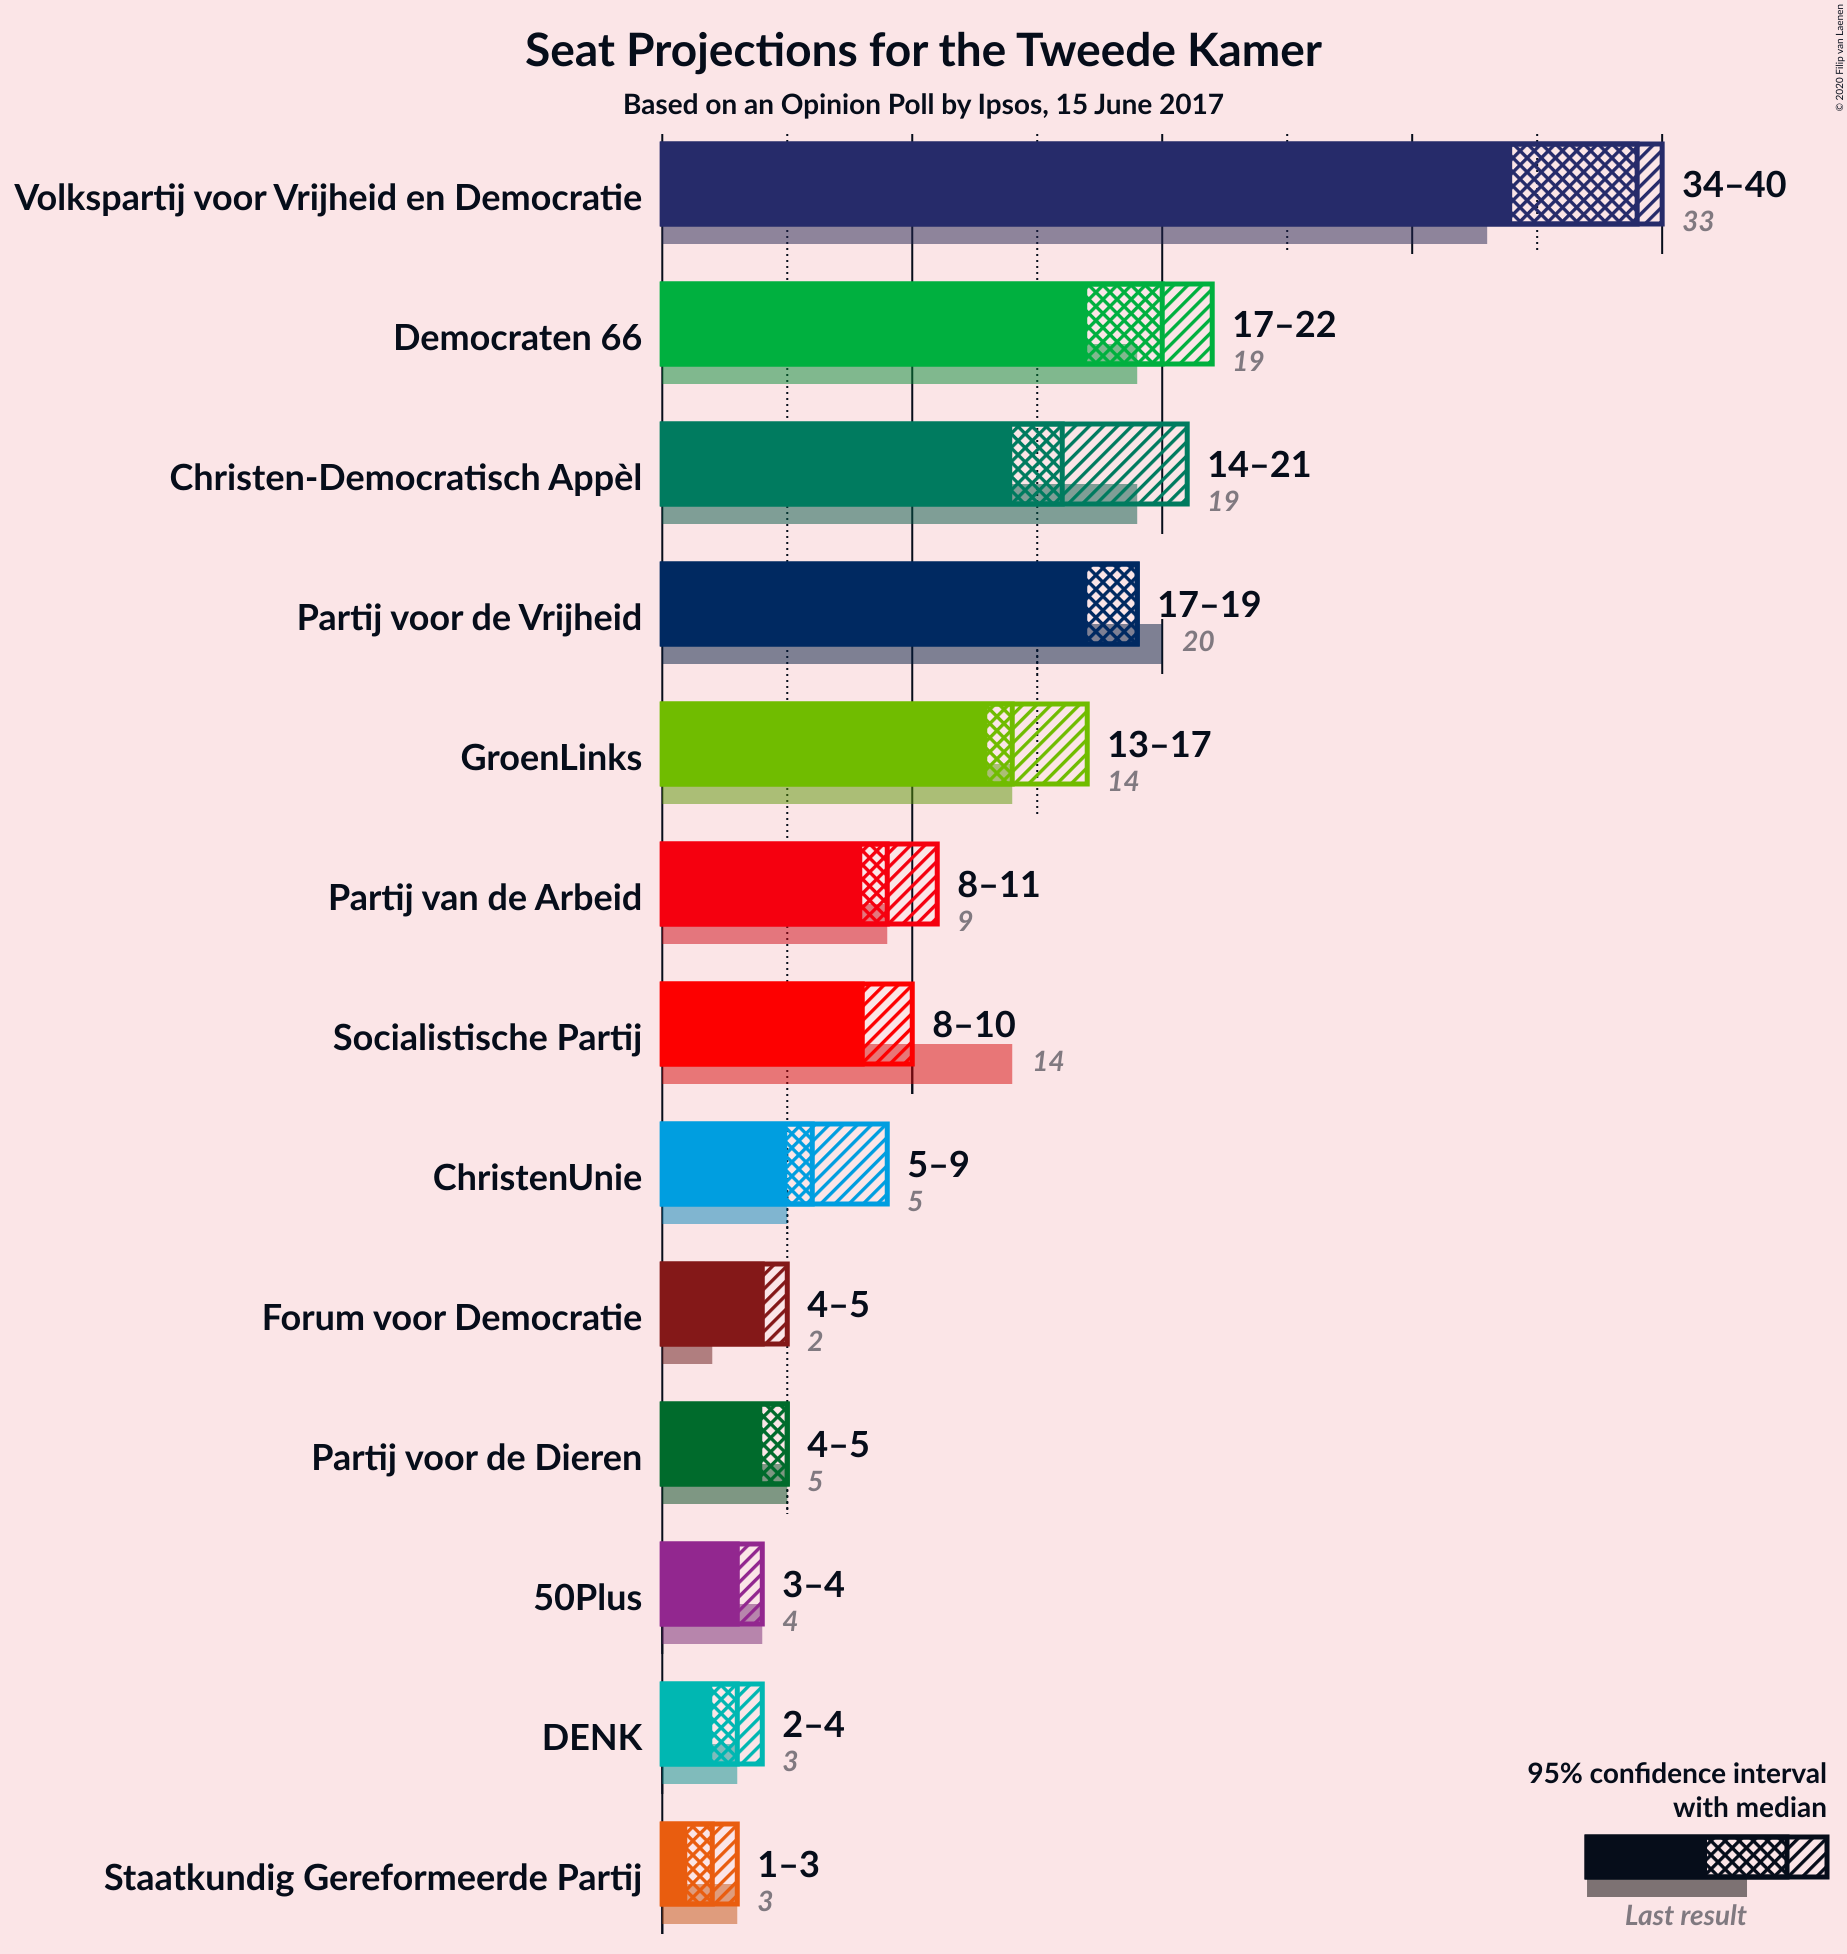 Seat Projections for the Tweede Kamer
Based on an Opinion Poll by Ipsos, 15 June 2017
© 2020 Filip van Laenen
Volkspartij voor Vrijheid en Democratie
34–40
33
Democraten 66
17–22
19
Christen-Democratisch Appèl
14–21
19
Partij voor de Vrijheid
17–19
20
GroenLinks
13–17
14
Partij van de Arbeid
8–11
9
Socialistische Partij
8–10
14
ChristenUnie
5–9
5
Forum voor Democratie
4–5
2
Partij voor de Dieren
4–5
5
50Plus
3–4
4
DENK
2–4
3
Staatkundig Gereformeerde Partij
1–3
3
95% confidence interval
with median
Last result